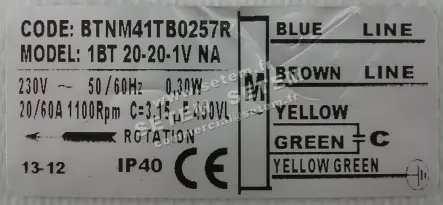 CODE: BTNM41TB0257R
MODEL: 1BT 20-20-1V NA
230V ~ 50/60Hz 0,30W
20/60A 1100Rpm C=3,15µF 450VL
ROTATION
13-12 IP40 CE
M
BLUE LINE
BROWN LINE
YELLOW
GREEN C
YELLOW GREEN